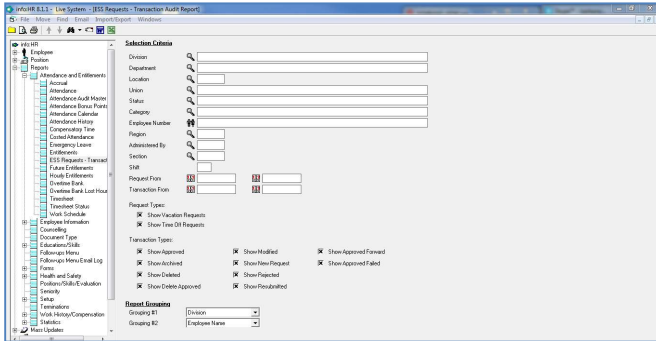 info:HR 8.1.1 - Live System - [ESS Requests - Transaction Audit Report]
File Move Find Email Import/Export Windows
info:HR
Employee
Position
Reports
Attendance and Entitlements
Accrual
Attendance
Attendance Audit Master
Attendance Bonus Points
Attendance Calendar
Attendance History
Compensatory Time
Costed Attendance
Emergency Leave
Entitlements
ESS Requests - Transact
Future Entitlements
Hourly Entitlements
Overtime Bank
Overtime Bank Lost Hour
Timesheet
Timesheet Status
Work Schedule
Employee Information
Counselling
Document Type
Educations/Skills
Follow-ups Menu
Follow-ups Menu Email Log
Forms
Health and Safety
Positions/Skills/Evaluation
Seniority
Setup
Terminations
Work History/Compensation
Statistics
Mass Updates
Selection Criteria
Division
Department
Location
Union
Status
Category
Employee Number
Region
Administered By
Section
Shift
Request From
Transaction From
Request Types:
Show Vacation Requests
Show Time Off Requests
Transaction Types:
Show Approved Show Modified Show Approved Forward
Show Archived Show New Request Show Approved Failed
Show Deleted Show Rejected
Show Delete Approved Show Resubmitted
Report Grouping
Grouping #1 Division
Grouping #2 Employee Name